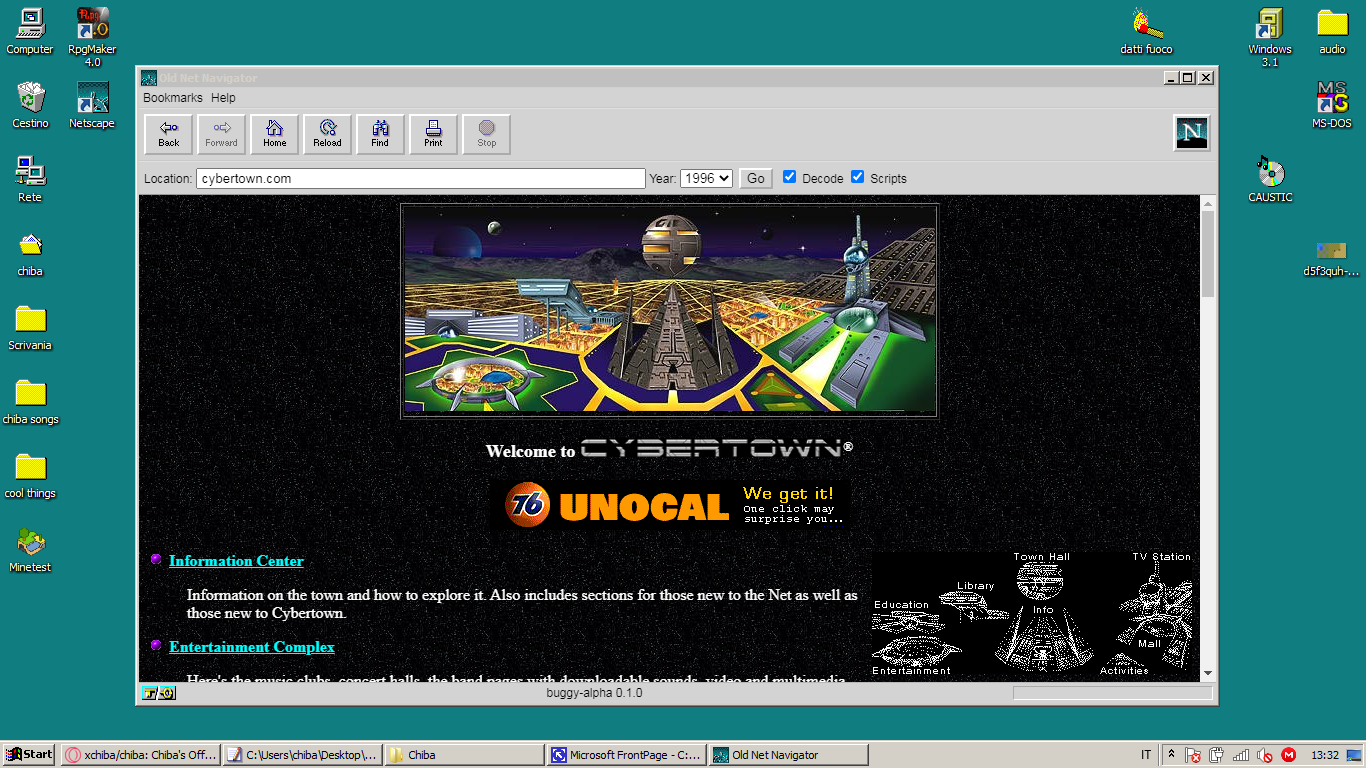 Computer
RpgMaker
4.0
datti fuoco
Windows
3.1
audio
Cestino
Netscape
MS-DOS
Rete
CAUSTIC
chiba
d5f3quh-...
Scrivania
chiba songs
cool things
Minetest
Old Net Navigator
Bookmarks Help
Back Forward Home Reload Find Print Stop
N
Location: cybertown.com Year: 1996 Go Decode Scripts
Welcome to CYBERTOWN®
76 UNOCAL We get it!
One click may
surprise you...
Information Center
Information on the town and how to explore it. Also includes sections for those new to the Net as well as
those new to Cybertown.
Entertainment Complex
Here's the music clubs, concert halls, the band pages with downloadable sounds, video and multimedia
Town Hall
TV Station
Library
Education
Info
Mall
Entertainment
Activities
buggy-alpha 0.1.0
Start xchiba/chiba: Chiba's Off... C:\Users\chiba\Desktop\... Chiba Microsoft FrontPage - C:... Old Net Navigator IT 13:32